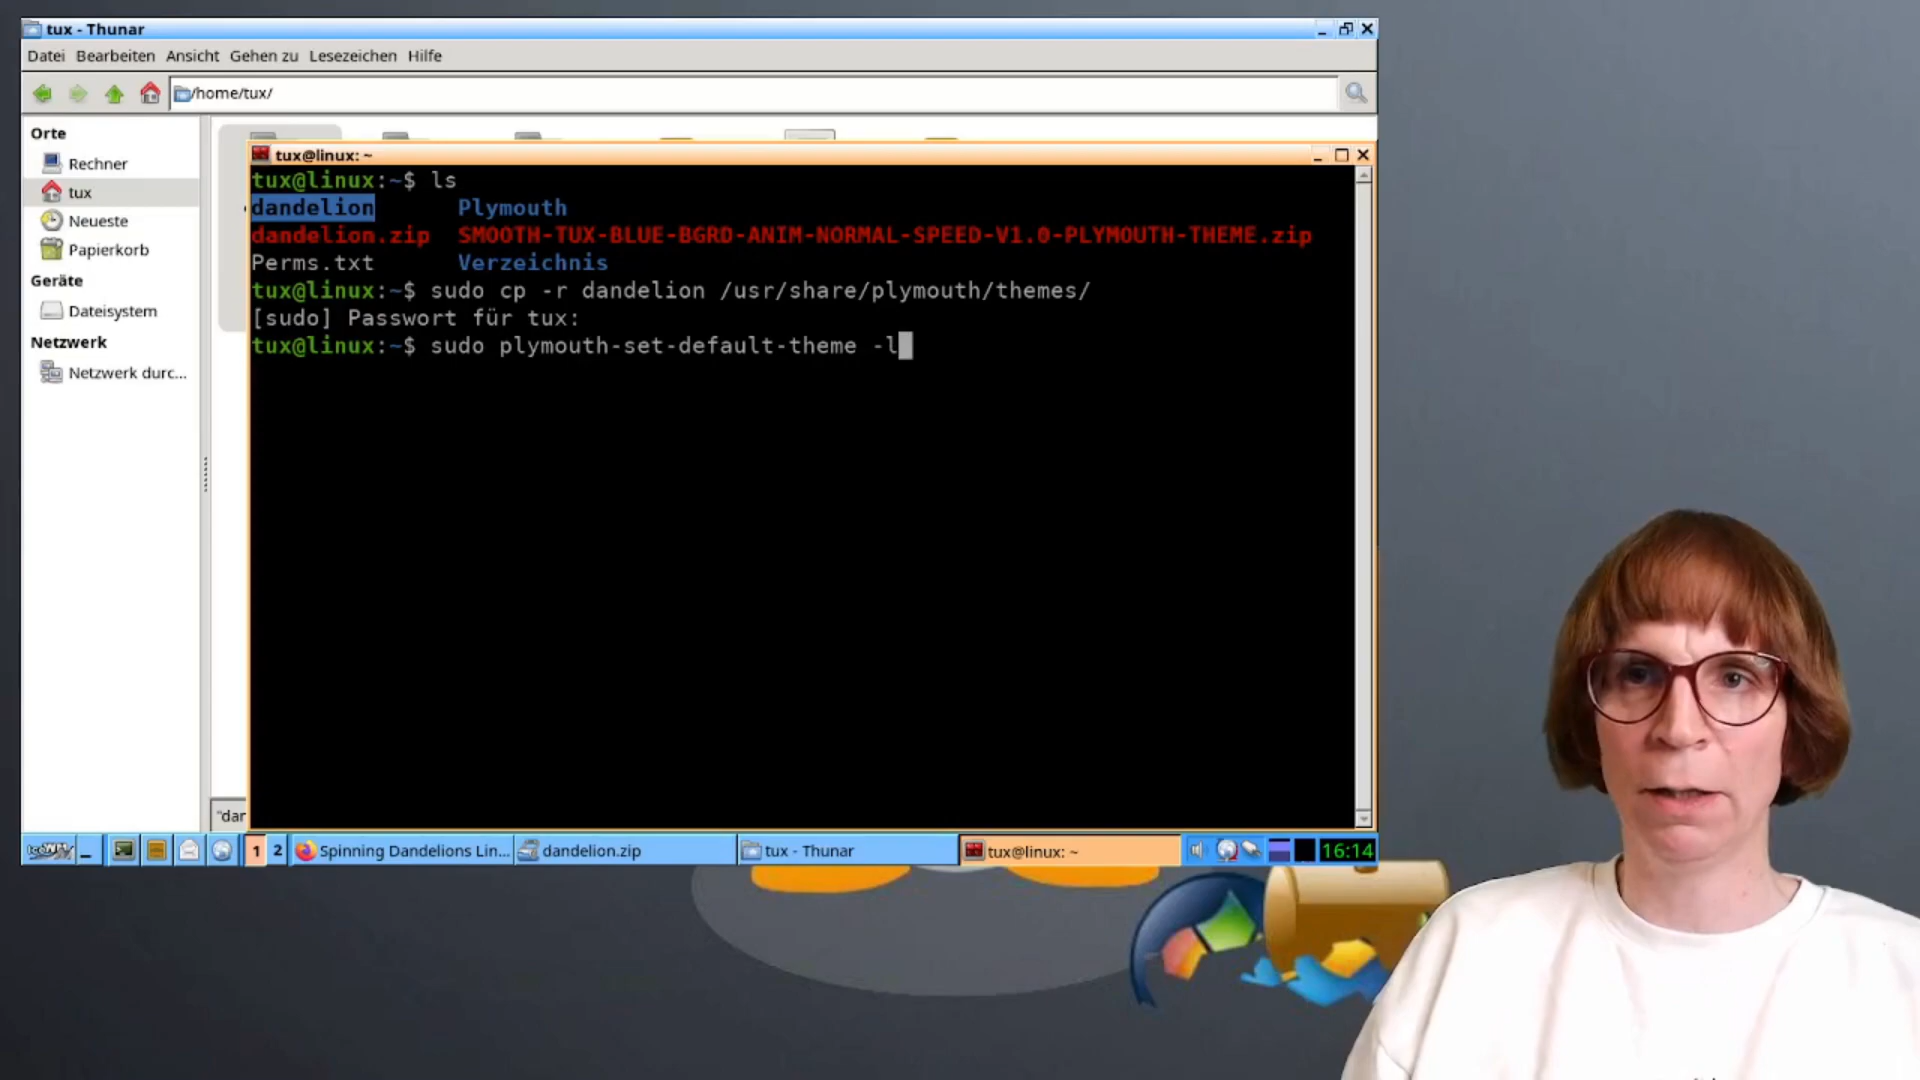 tux - Thunar
Datei Bearbeiten Ansicht Gehen zu Lesezeichen Hilfe
/home/tux/
Orte
Rechner
tux
Neueste
Papierkorb
Geräte
Dateisystem
Netzwerk
Netzwerk durc...
tux@linux: ~
tux@linux:~$ ls
dandelion Plymouth
dandelion.zip SMOOTH-TUX-BLUE-BGRD-ANIM-NORMAL-SPEED-V1.0-PLYMOUTH-THEME.zip
Perms.txt Verzeichnis
tux@linux:~$ sudo cp -r dandelion /usr/share/plymouth/themes/
[sudo] Passwort für tux:
tux@linux:~$ sudo plymouth-set-default-theme -l
"dar
IceWM 1 2 Spinning Dandelions Lin... dandelion.zip tux - Thunar tux@linux: ~ 16:14